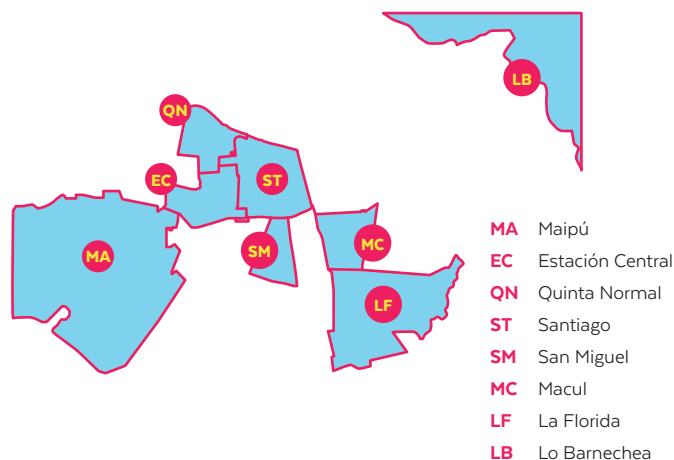 LB
QN
EC
ST
SM
MC
MA
LF
MA Maipú
EC Estación Central
QN Quinta Normal
ST Santiago
SM San Miguel
MC Macul
LF La Florida
LB Lo Barnechea